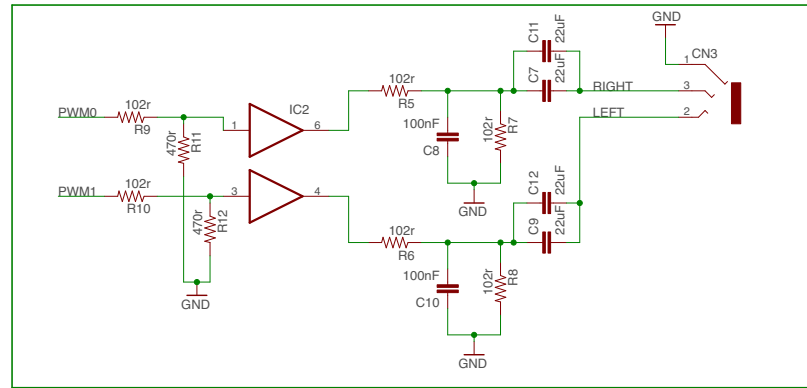 GND
C11
22uF
CN3
1
102r
C7
22uF
RIGHT
3
R5
LEFT
2
PWM0
102r
R9
IC2
1
6
100nF
C8
102r
R7
470r
R11
GND
PWM1
102r
R10
3
4
C12
22uF
470r
R12
102r
R6
C9
22uF
100nF
C10
102r
R8
GND
GND